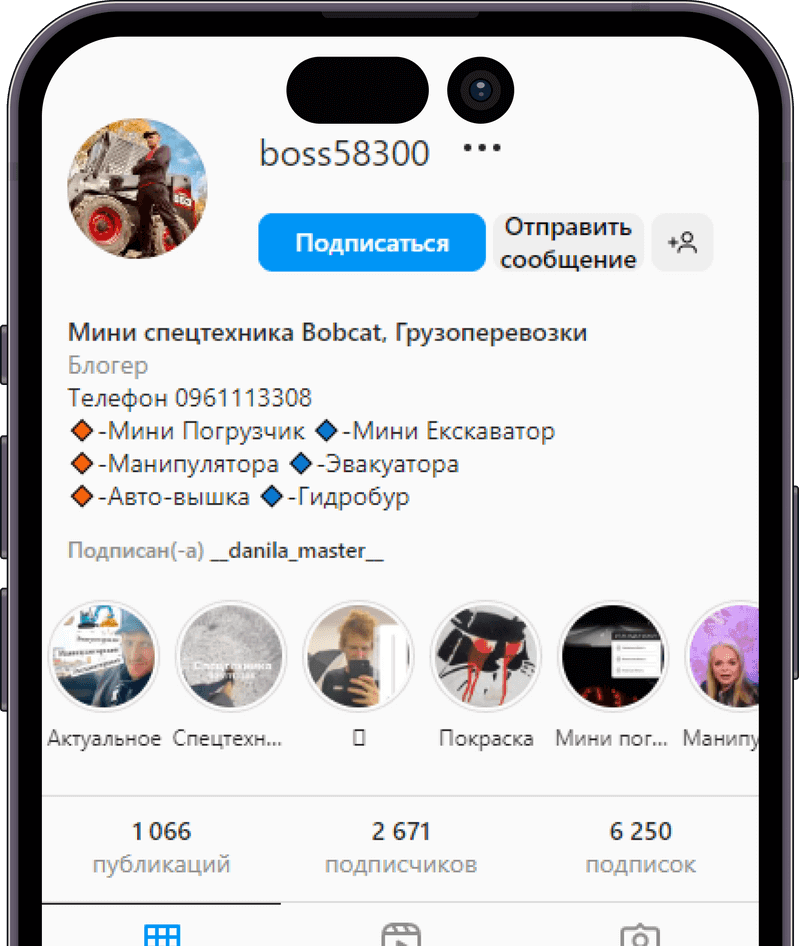 boss58300
Подписаться
Отправить
сообщение
Мини спецтехника Bobcat, Грузоперевозки
Блогер
Телефон 0961113308
🔶-Мини Погрузчик 🔷-Мини Екскаватор
🔶-Манипулятора 🔷-Эвакуатора
🔶-Авто-вышка 🔷-Гидробур
Подписан(-а) __danila_master__
Спецтехника
Актуальное Спецтехн... Покраска Мини пог... Манипу
1 066 2 671 6 250
публикаций подписчиков подписок